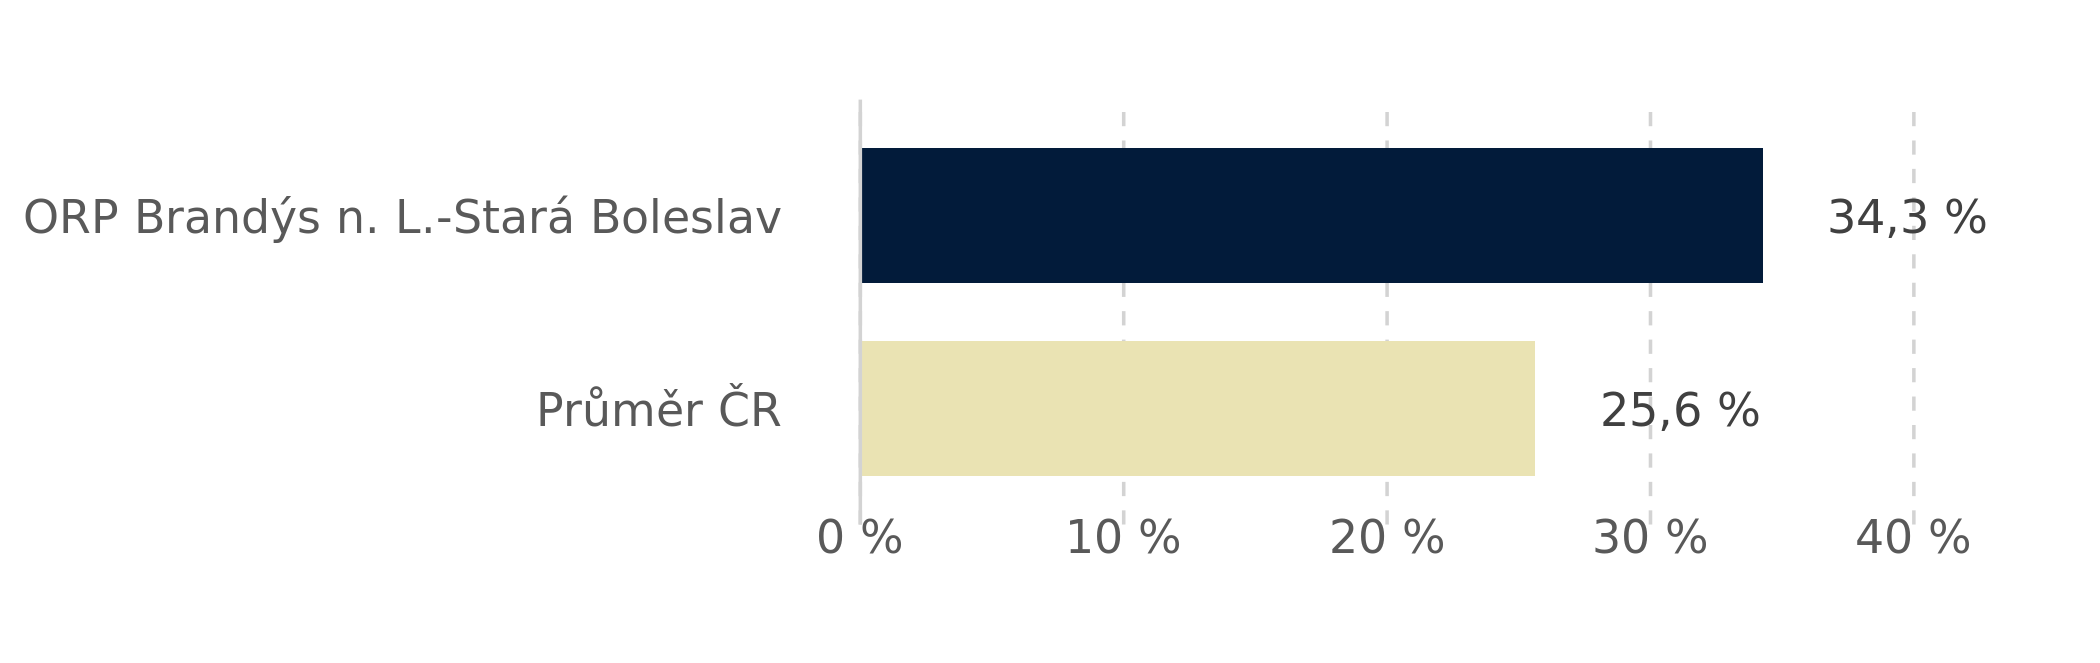 ORP Brandýs n. L.-Stará Boleslav 34,3 %
Průměr ČR 25,6 %
0 % 10 % 20 % 30 % 40 %